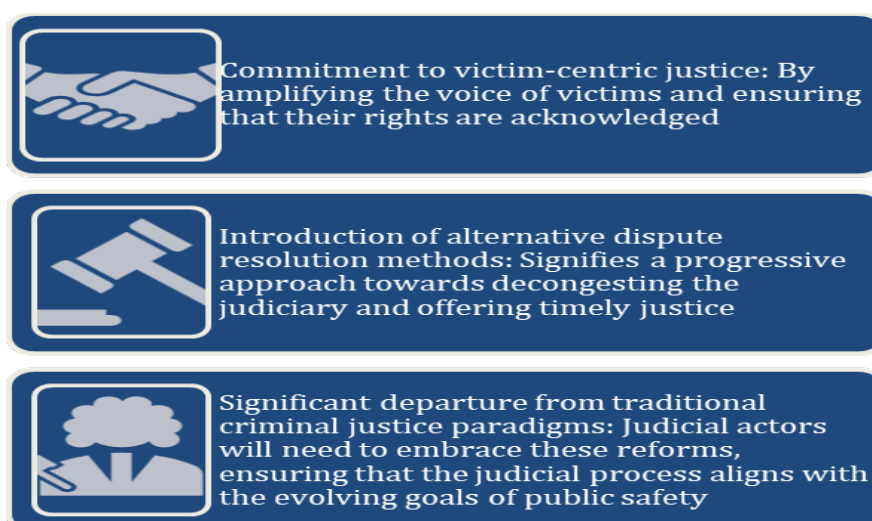 Commitment to victim-centric justice: By
amplifying the voice of victims and ensuring
that their rights are acknowledged
Introduction of alternative dispute
resolution methods: Signifies a progressive
approach towards decongesting the
judiciary and offering timely justice
Significant departure from traditional
criminal justice paradigms: Judicial actors
will need to embrace these reforms,
ensuring that the judicial process aligns with
the evolving goals of public safety